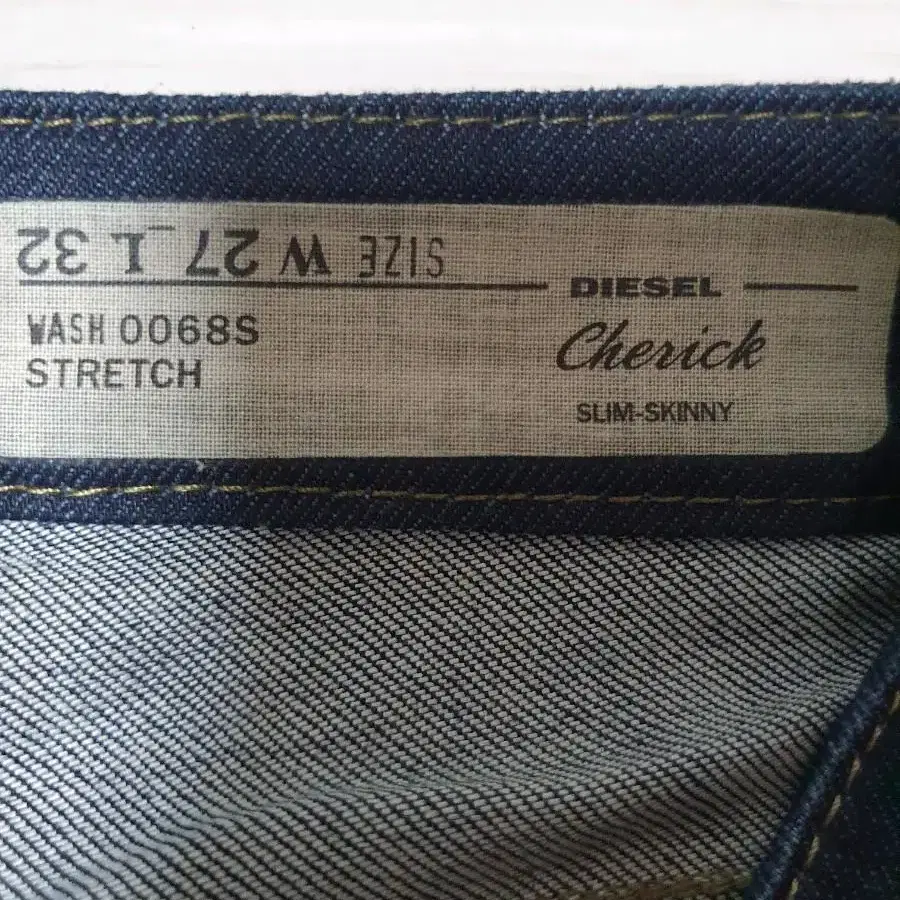 SIZE W 27 L 32
DIESEL
Cherick
SLIM-SKINNY
WASH 0068S
STRETCH